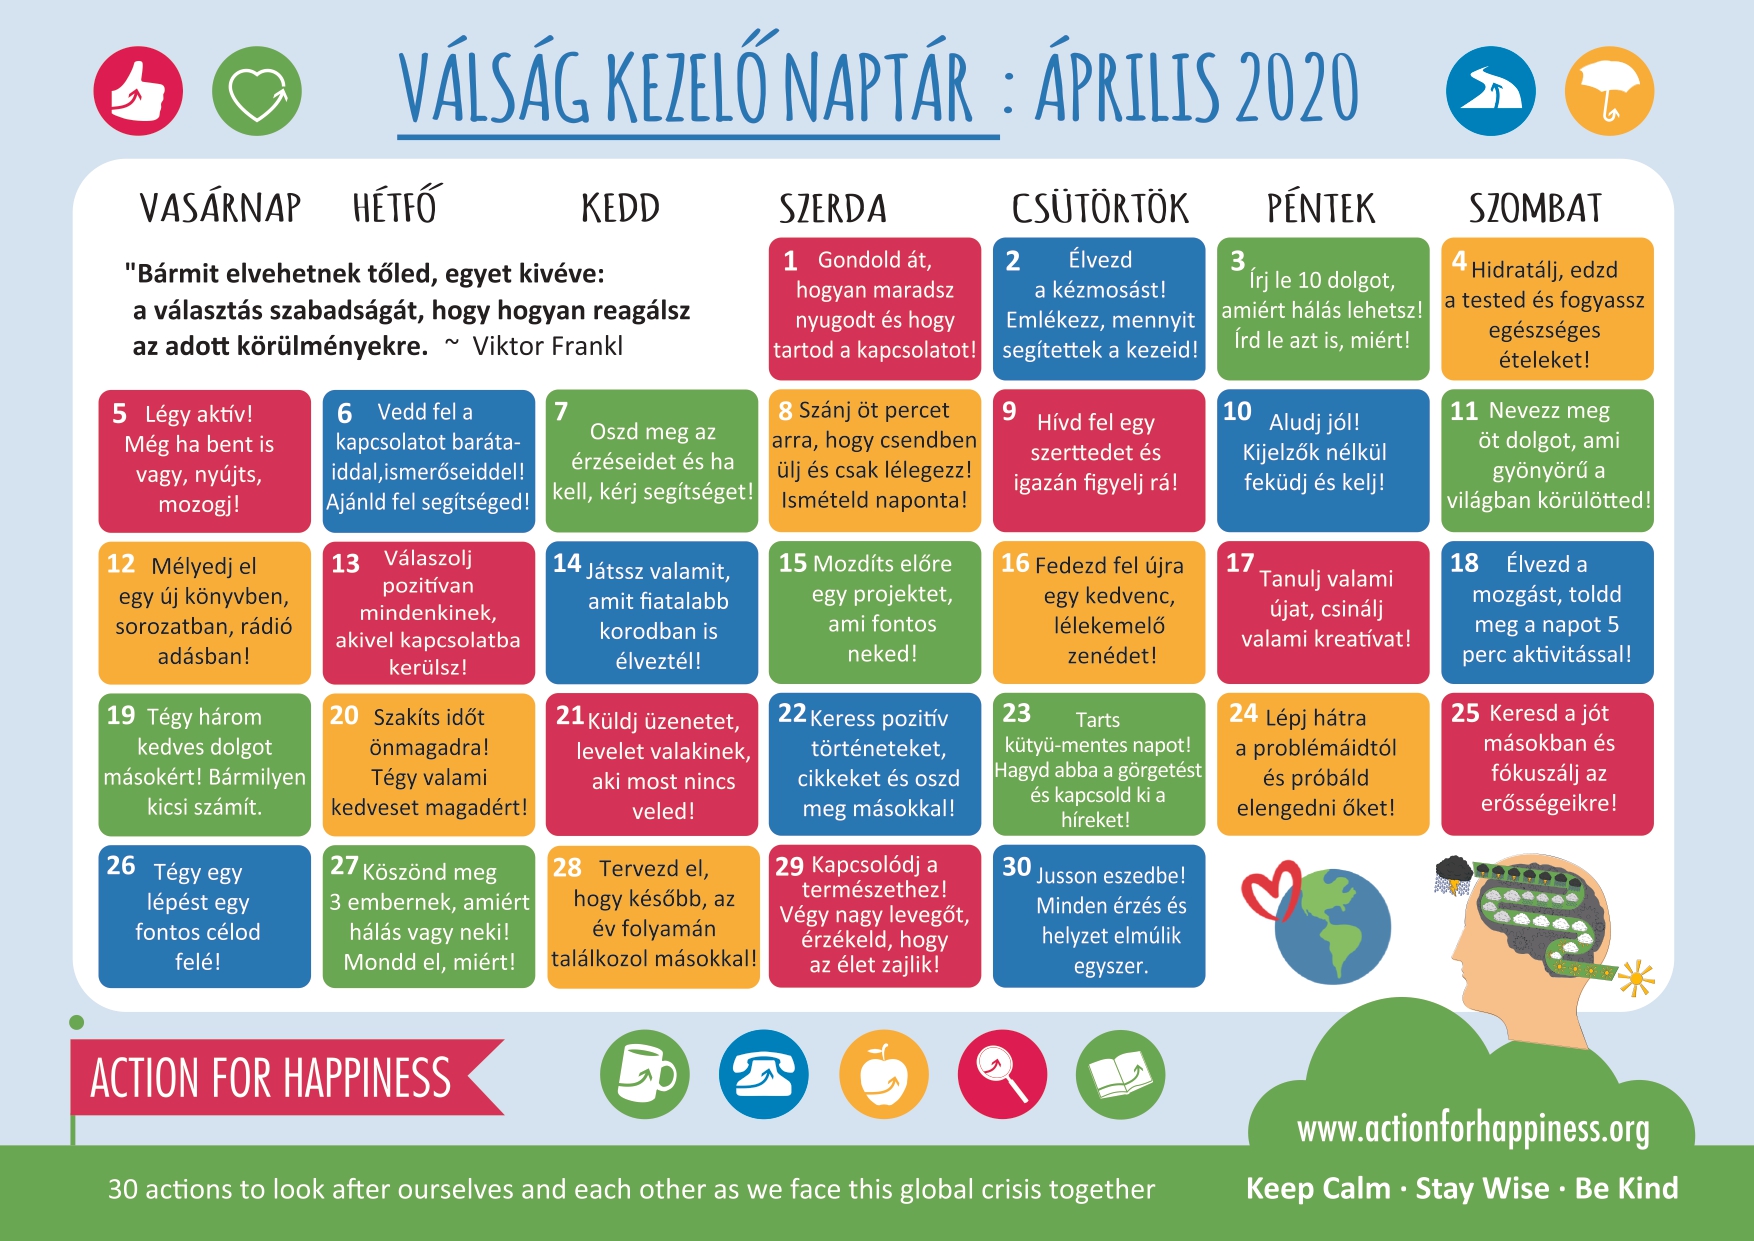 VÁLSÁG KEZELŐ NAPTÁR : ÁPRILIS 2020
VASÁRNAP HÉTFŐ KEDD SZERDA CSÜTÖRTÖK PÉNTEK SZOMBAT
"Bármit elvehetnek tőled, egyet kivéve:
a választás szabadságát, hogy hogyan reagálsz
az adott körülményekre. ~ Viktor Frankl
1 Gondold át,
hogyan maradsz
nyugodt és hogy
tartod a kapcsolatot!
2 Élvezd
a kézmosást!
Emlékezz, mennyit
segítettek a kezeid!
3 Írj le 10 dolgot,
amiért hálás lehetsz!
Írd le azt is, miért!
4 Hidratálj, edzd
a tested és fogyassz
egészséges
ételeket!
5 Légy aktív!
Még ha bent is
vagy, nyújts,
mozogj!
6 Vedd fel a
kapcsolatot baráta-
iddal,ismerőseiddel!
Ajánld fel segítséged!
7
Oszd meg az
érzéseidet és ha
kell, kérj segítséget!
8 Szánj öt percet
arra, hogy csendben
ülj és csak lélegezz!
Ismételd naponta!
9 Hívd fel egy
szerttedet és
igazán figyelj rá!
10 Aludj jól!
Kijelzők nélkül
feküdj és kelj!
11 Nevezz meg
öt dolgot, ami
gyönyörű a
világban körülötted!
12 Mélyedj el
egy új könyvben,
sorozatban, rádió
adásban!
13 Válaszolj
pozitívan
mindenkinek,
akivel kapcsolatba
kerülsz!
14 Játssz valamit,
amit fiatalabb
korodban is
élveztél!
15 Mozdíts előre
egy projektet,
ami fontos
neked!
16 Fedezd fel újra
egy kedvenc,
lélekemelő
zenédet!
17 Tanulj valami
újat, csinálj
valami kreatívat!
18 Élvezd a
mozgást, toldd
meg a napot 5
perc aktivitással!
19 Tégy három
kedves dolgot
másokért! Bármilyen
kicsi számít.
20 Szakíts időt
önmagadra!
Tégy valami
kedveset magadért!
21 Küldj üzenetet,
levelet valakinek,
aki most nincs
veled!
22 Keress pozitív
történeteket,
cikkeket és oszd
meg másokkal!
23 Tarts
kütyü-mentes napot!
Hagyd abba a görgetést
és kapcsold ki a
híreket!
24 Lépj hátra
a problémáidtól
és próbáld
elengedni őket!
25 Keresd a jót
másokban és
fókuszálj az
erősségeikre!
26 Tégy egy
lépést egy
fontos célod
felé!
27 Köszönd meg
3 embernek, amiért
hálás vagy neki!
Mondd el, miért!
28 Tervezd el,
hogy később, az
év folyamán
találkozol másokkal!
29 Kapcsolódj a
természethez!
Végy nagy levegőt,
érzékeld, hogy
az élet zajlik!
30 Jusson eszedbe!
Minden érzés és
helyzet elmúlik
egyszer.
ACTION FOR HAPPINESS
www.actionforhappiness.org
30 actions to look after ourselves and each other as we face this global crisis together
Keep Calm · Stay Wise · Be Kind